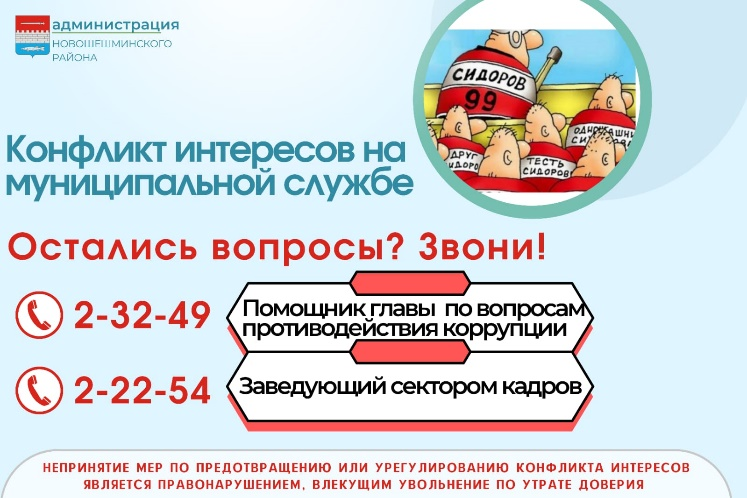 администрация
НОВОШЕШМИНСКОГО
РАЙОНА
СИДОРОВ
99
ДРУГ
ТЕСТЬ
СИДОРОВ
Конфликт интересов на
муниципальной службе
Остались вопросы? Звони!
2-32-49
Помощник главы по вопросам
противодействия коррупции
2-22-54
Заведующий сектором кадров
НЕПРИНЯТИЕ МЕР ПО ПРЕДОТВРАЩЕНИЮ ИЛИ УРЕГУЛИРОВАНИЮ КОНФЛИКТА ИНТЕРЕСОВ
ЯВЛЯЕТСЯ ПРАВОНАРУШЕНИЕМ, ВЛЕКУЩИМ УВОЛЬНЕНИЕ ПО УТРАТЕ ДОВЕРИЯ